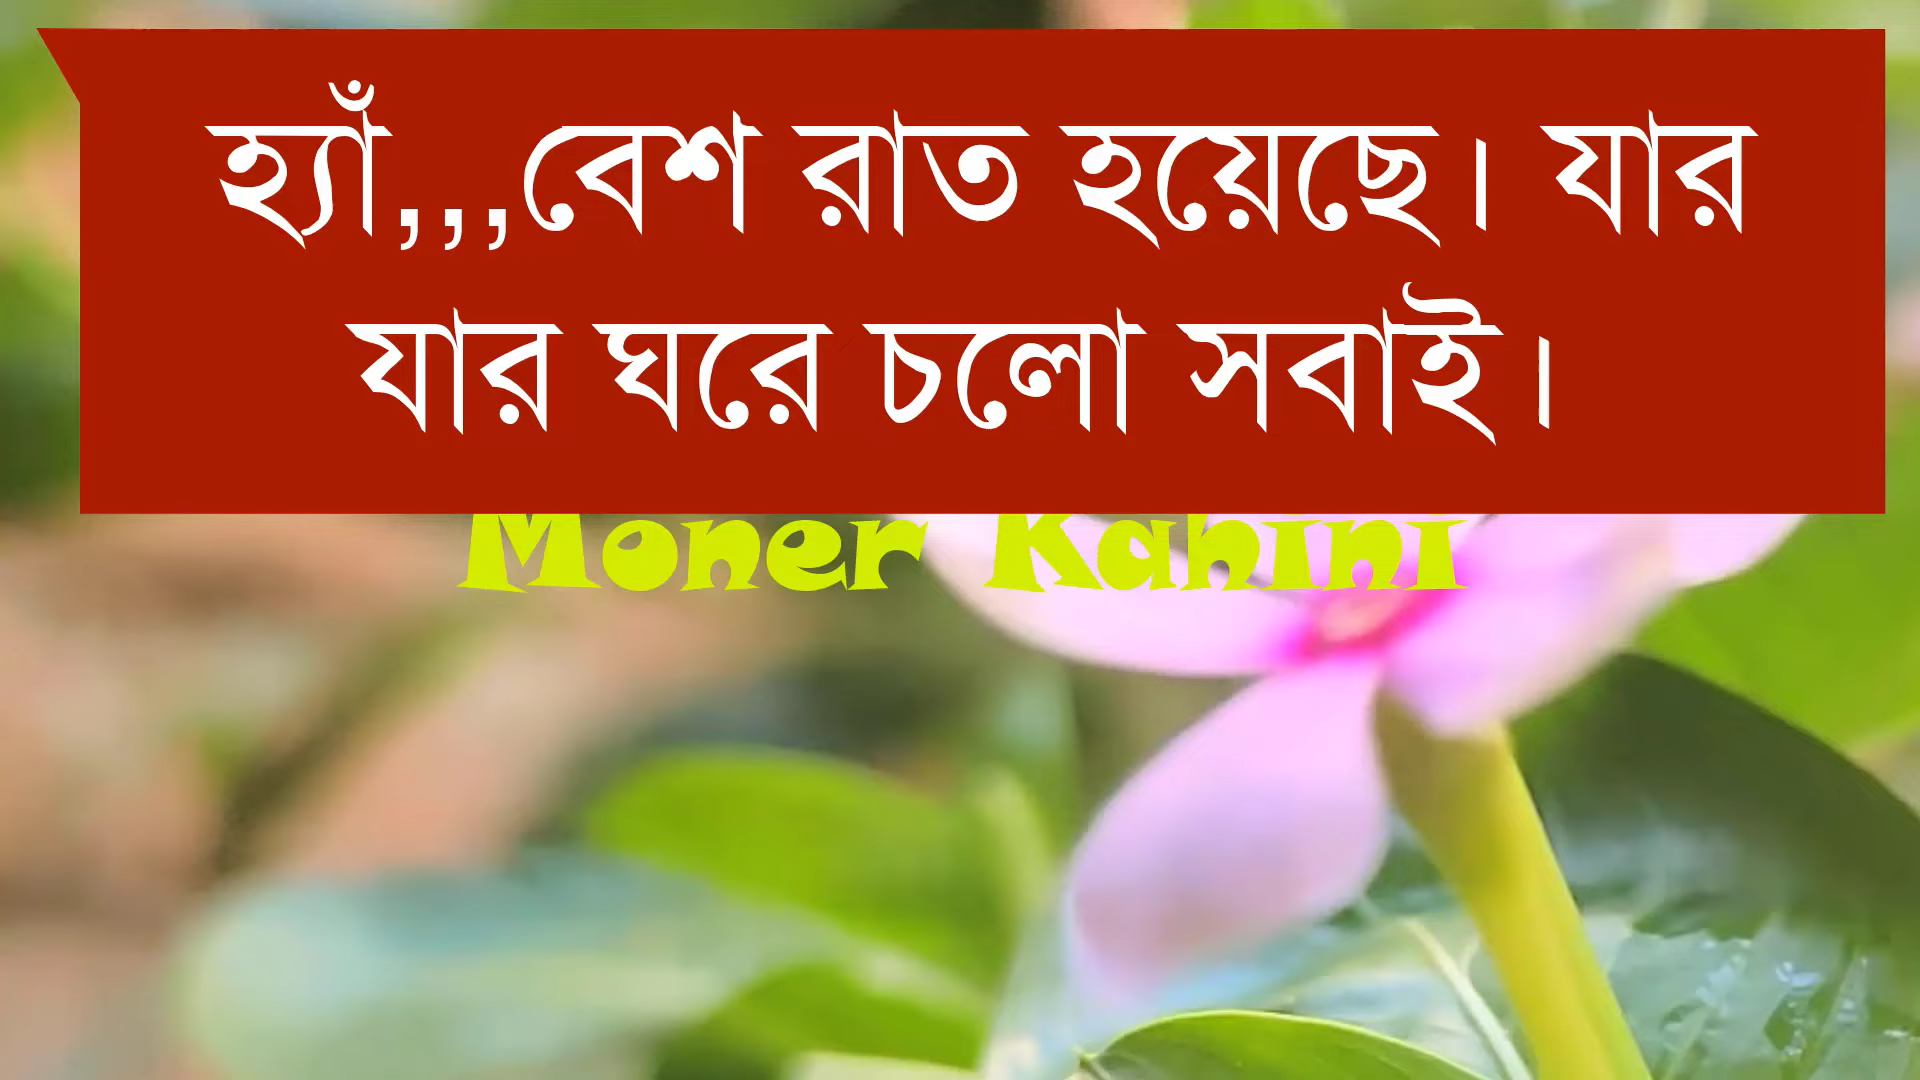 হ্যাঁ,,,বেশ রাত হয়েছে। যার
যার ঘরে চলো সবাই।
Moner Kahini